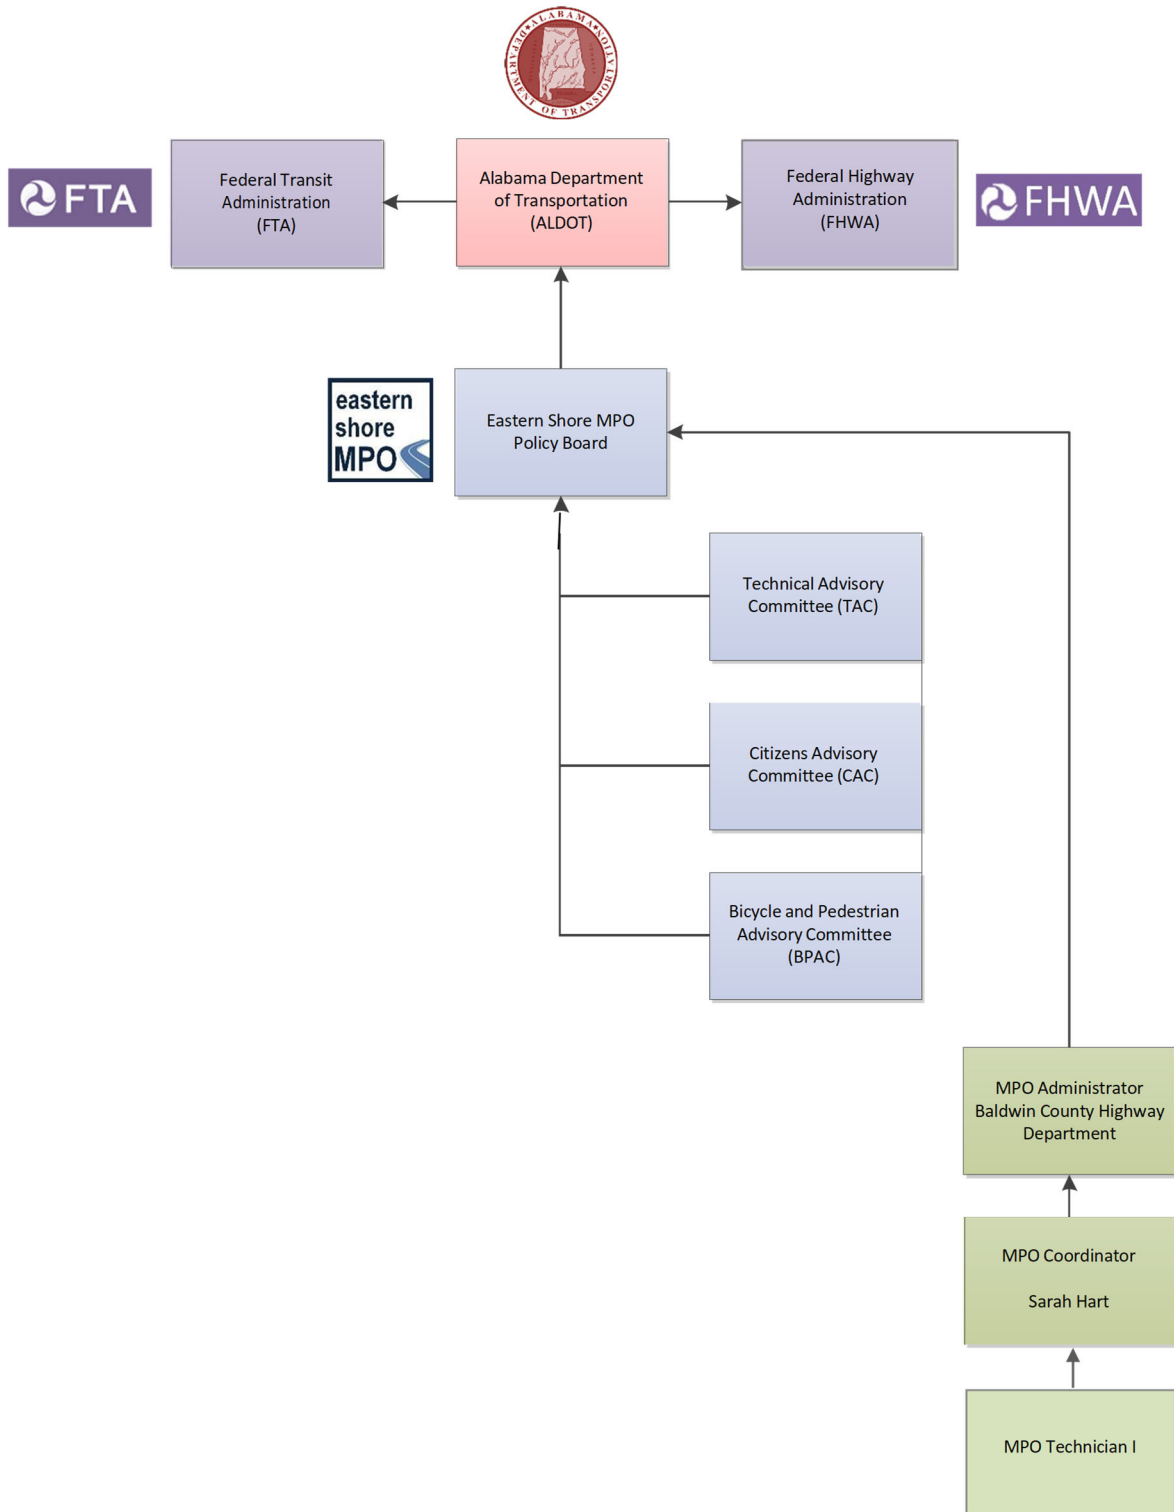 ALABAMA
DEPARTMENT OF TRANSPORTATION
FTA
Federal Transit
Administration
(FTA)
Alabama Department
of Transportation
(ALDOT)
Federal Highway
Administration
(FHWA)
FHWA
eastern
shore
MPO
Eastern Shore MPO
Policy Board
Technical Advisory
Committee (TAC)
Citizens Advisory
Committee (CAC)
Bicycle and Pedestrian
Advisory Committee
(BPAC)
MPO Administrator
Baldwin County Highway
Department
MPO Coordinator
Sarah Hart
MPO Technician I